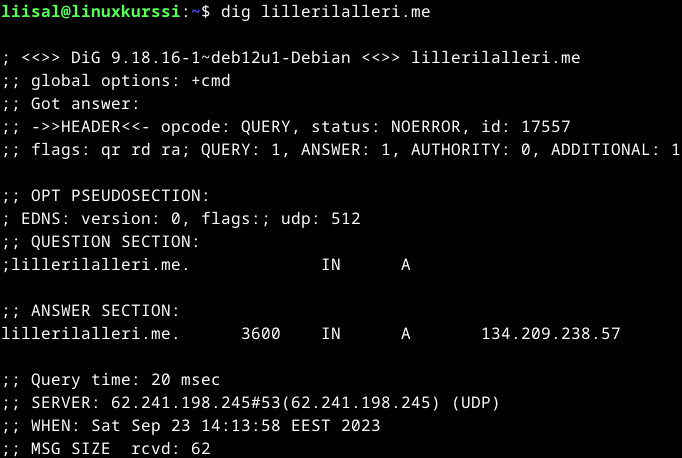 liisal@linuxkurssi:~$ dig lillerilalleri.me
; <<>> DiG 9.18.16-1~deb12u1-Debian <<>> lillerilalleri.me
;; global options: +cmd
;; Got answer:
;; ->>HEADER<<- opcode: QUERY, status: NOERROR, id: 17557
;; flags: qr rd ra; QUERY: 1, ANSWER: 1, AUTHORITY: 0, ADDITIONAL: 1
;; OPT PSEUDOSECTION:
; EDNS: version: 0, flags:; udp: 512
;; QUESTION SECTION:
;lillerilalleri.me. IN A
;; ANSWER SECTION:
lillerilalleri.me. 3600 IN A 134.209.238.57
;; Query time: 20 msec
;; SERVER: 62.241.198.245#53(62.241.198.245) (UDP)
;; WHEN: Sat Sep 23 14:13:58 EEST 2023
;; MSG SIZE  rcvd: 62